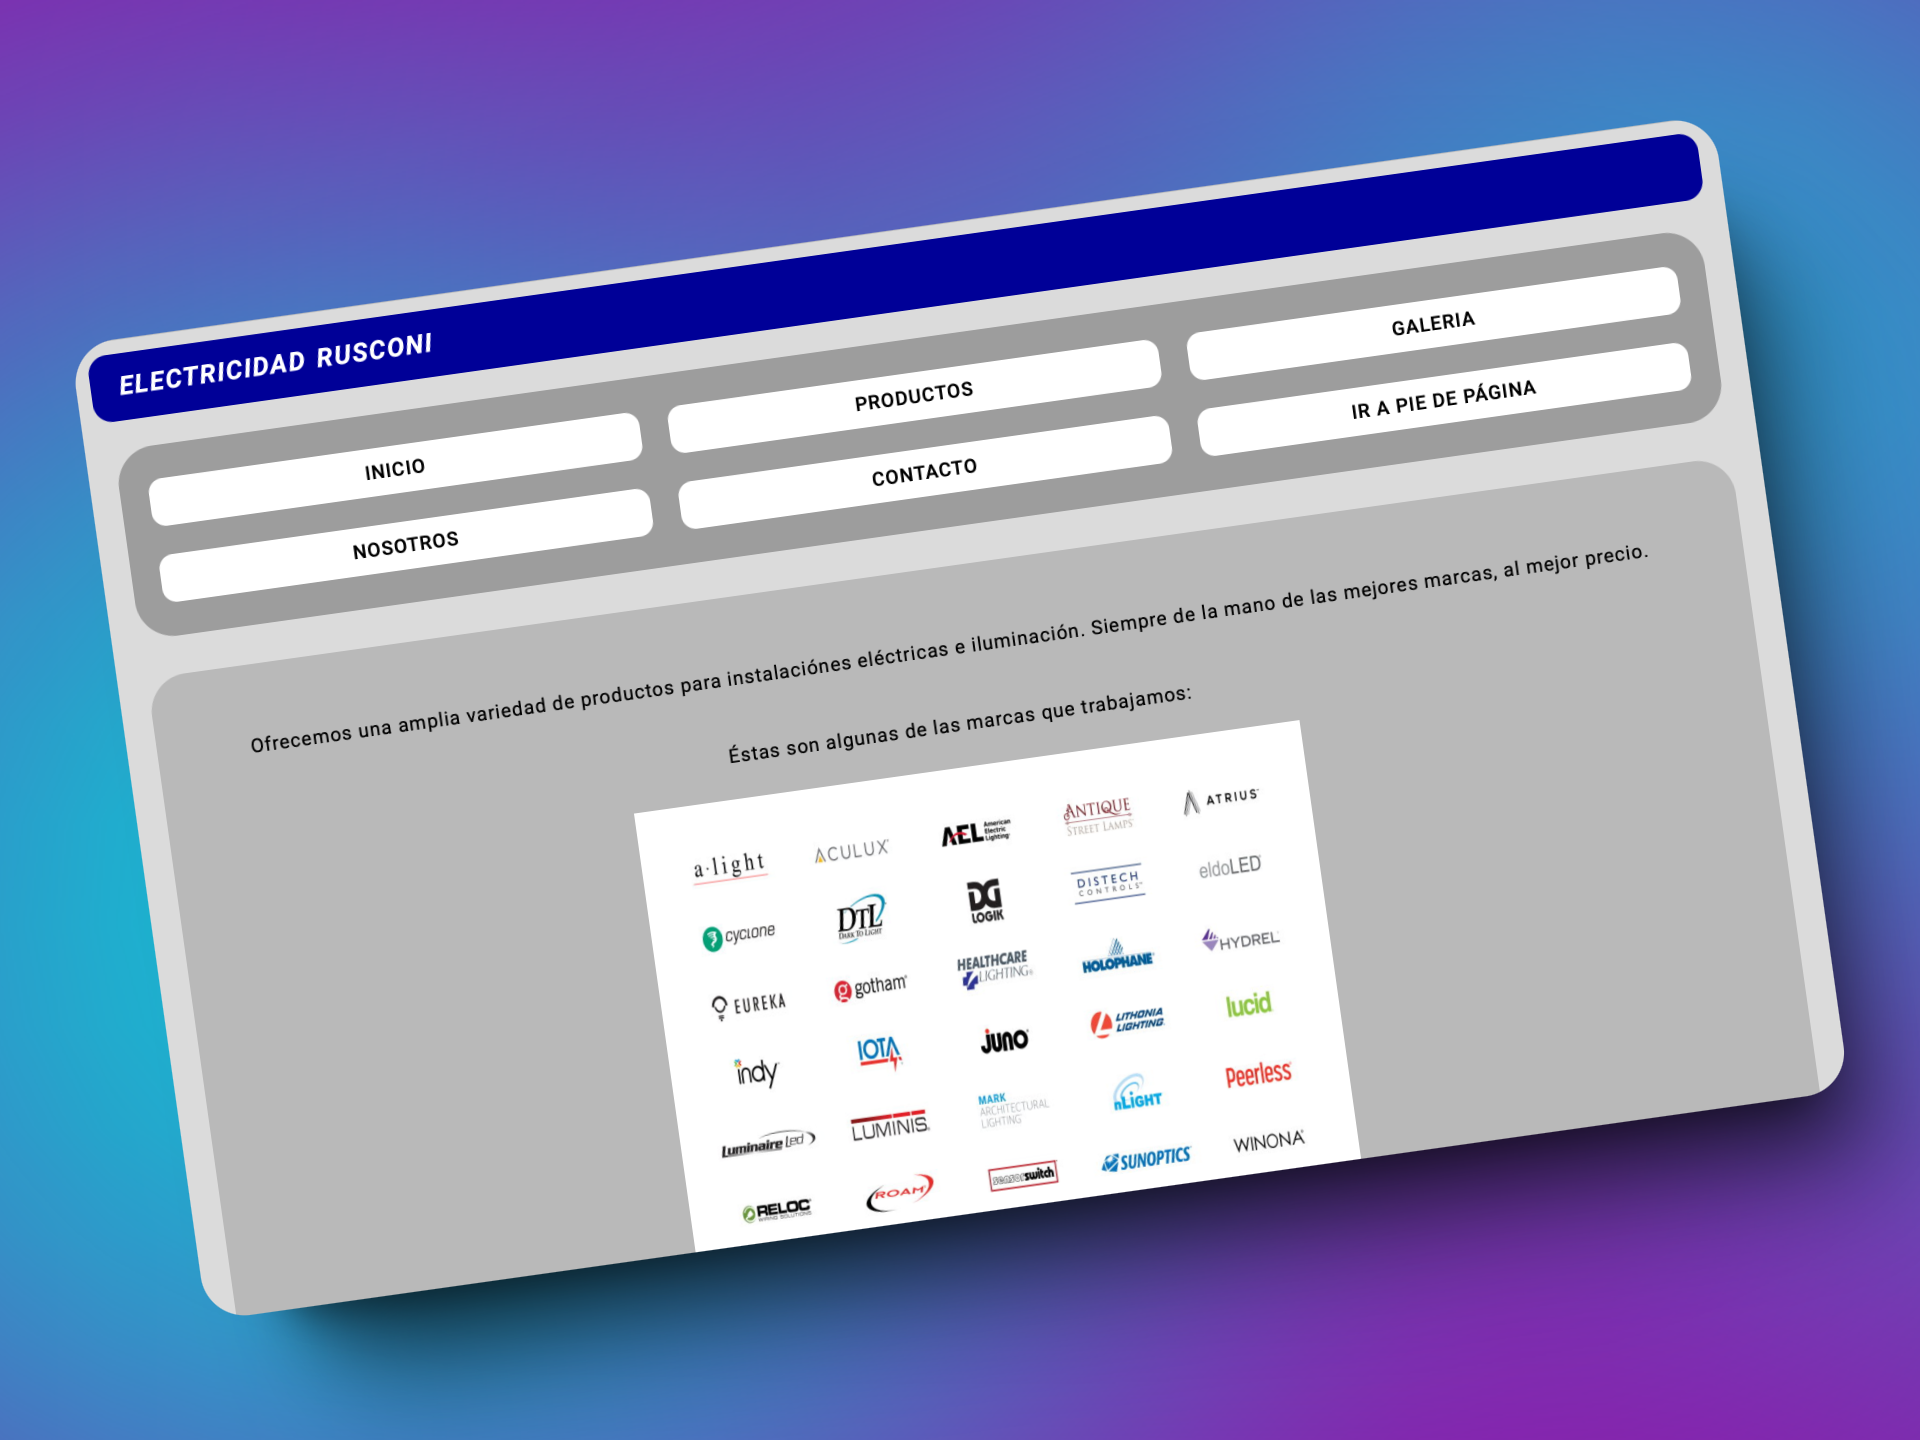 ELECTRICIDAD RUSCONI
INICIO
PRODUCTOS
GALERIA
NOSOTROS
CONTACTO
IR A PIE DE PÁGINA
Ofrecemos una amplia variedad de productos para instalaciónes eléctricas e iluminación. Siempre de la mano de las mejores marcas, al mejor precio.
Éstas son algunas de las marcas que trabajamos:
a·light
ACULUX
AEL American Electric Lighting
ANTIQUE
STREET LAMPS
ATRIUS
cyclone
DTL
DARK TO LIGHT
DG
LOGIK
DISTECH
CONTROLS
eldoLED
EUREKA
gotham
HEALTHCARE
LIGHTING
HOLOPHANE
HYDREL
indy
IOTA
juno
LITHONIA
LIGHTING
lucid
Luminaire Led
LUMINIS
MARK
ARCHITECTURAL
LIGHTING
nLIGHT
Peerless
RELOC
WIRING SOLUTIONS
ROAM
sensorswitch
SUNOPTICS
WINONA